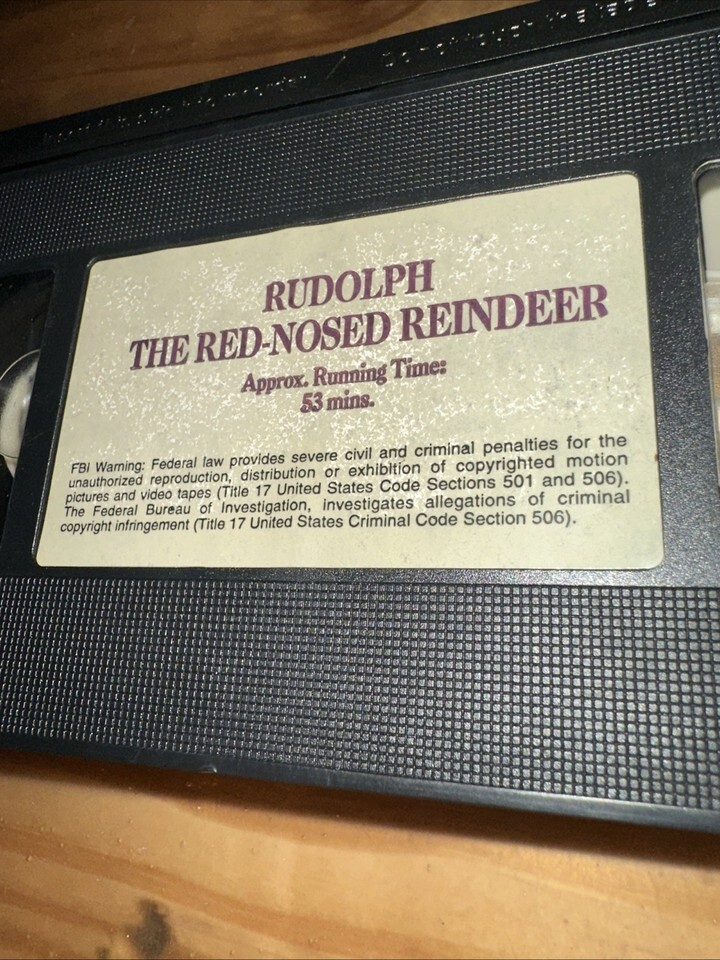 RUDOLPH
THE RED-NOSED REINDEER
Approx. Running Time:
53 mins.
FBI Warning: Federal law provides severe civil and criminal penalties for the
unauthorized reproduction, distribution or exhibition of copyrighted motion
pictures and video tapes (Title 17 United States Code Sections 501 and 506).
The Federal Bureau of Investigation, investigates allegations of criminal
copyright infringement (Title 17 United States Criminal Code Section 506).